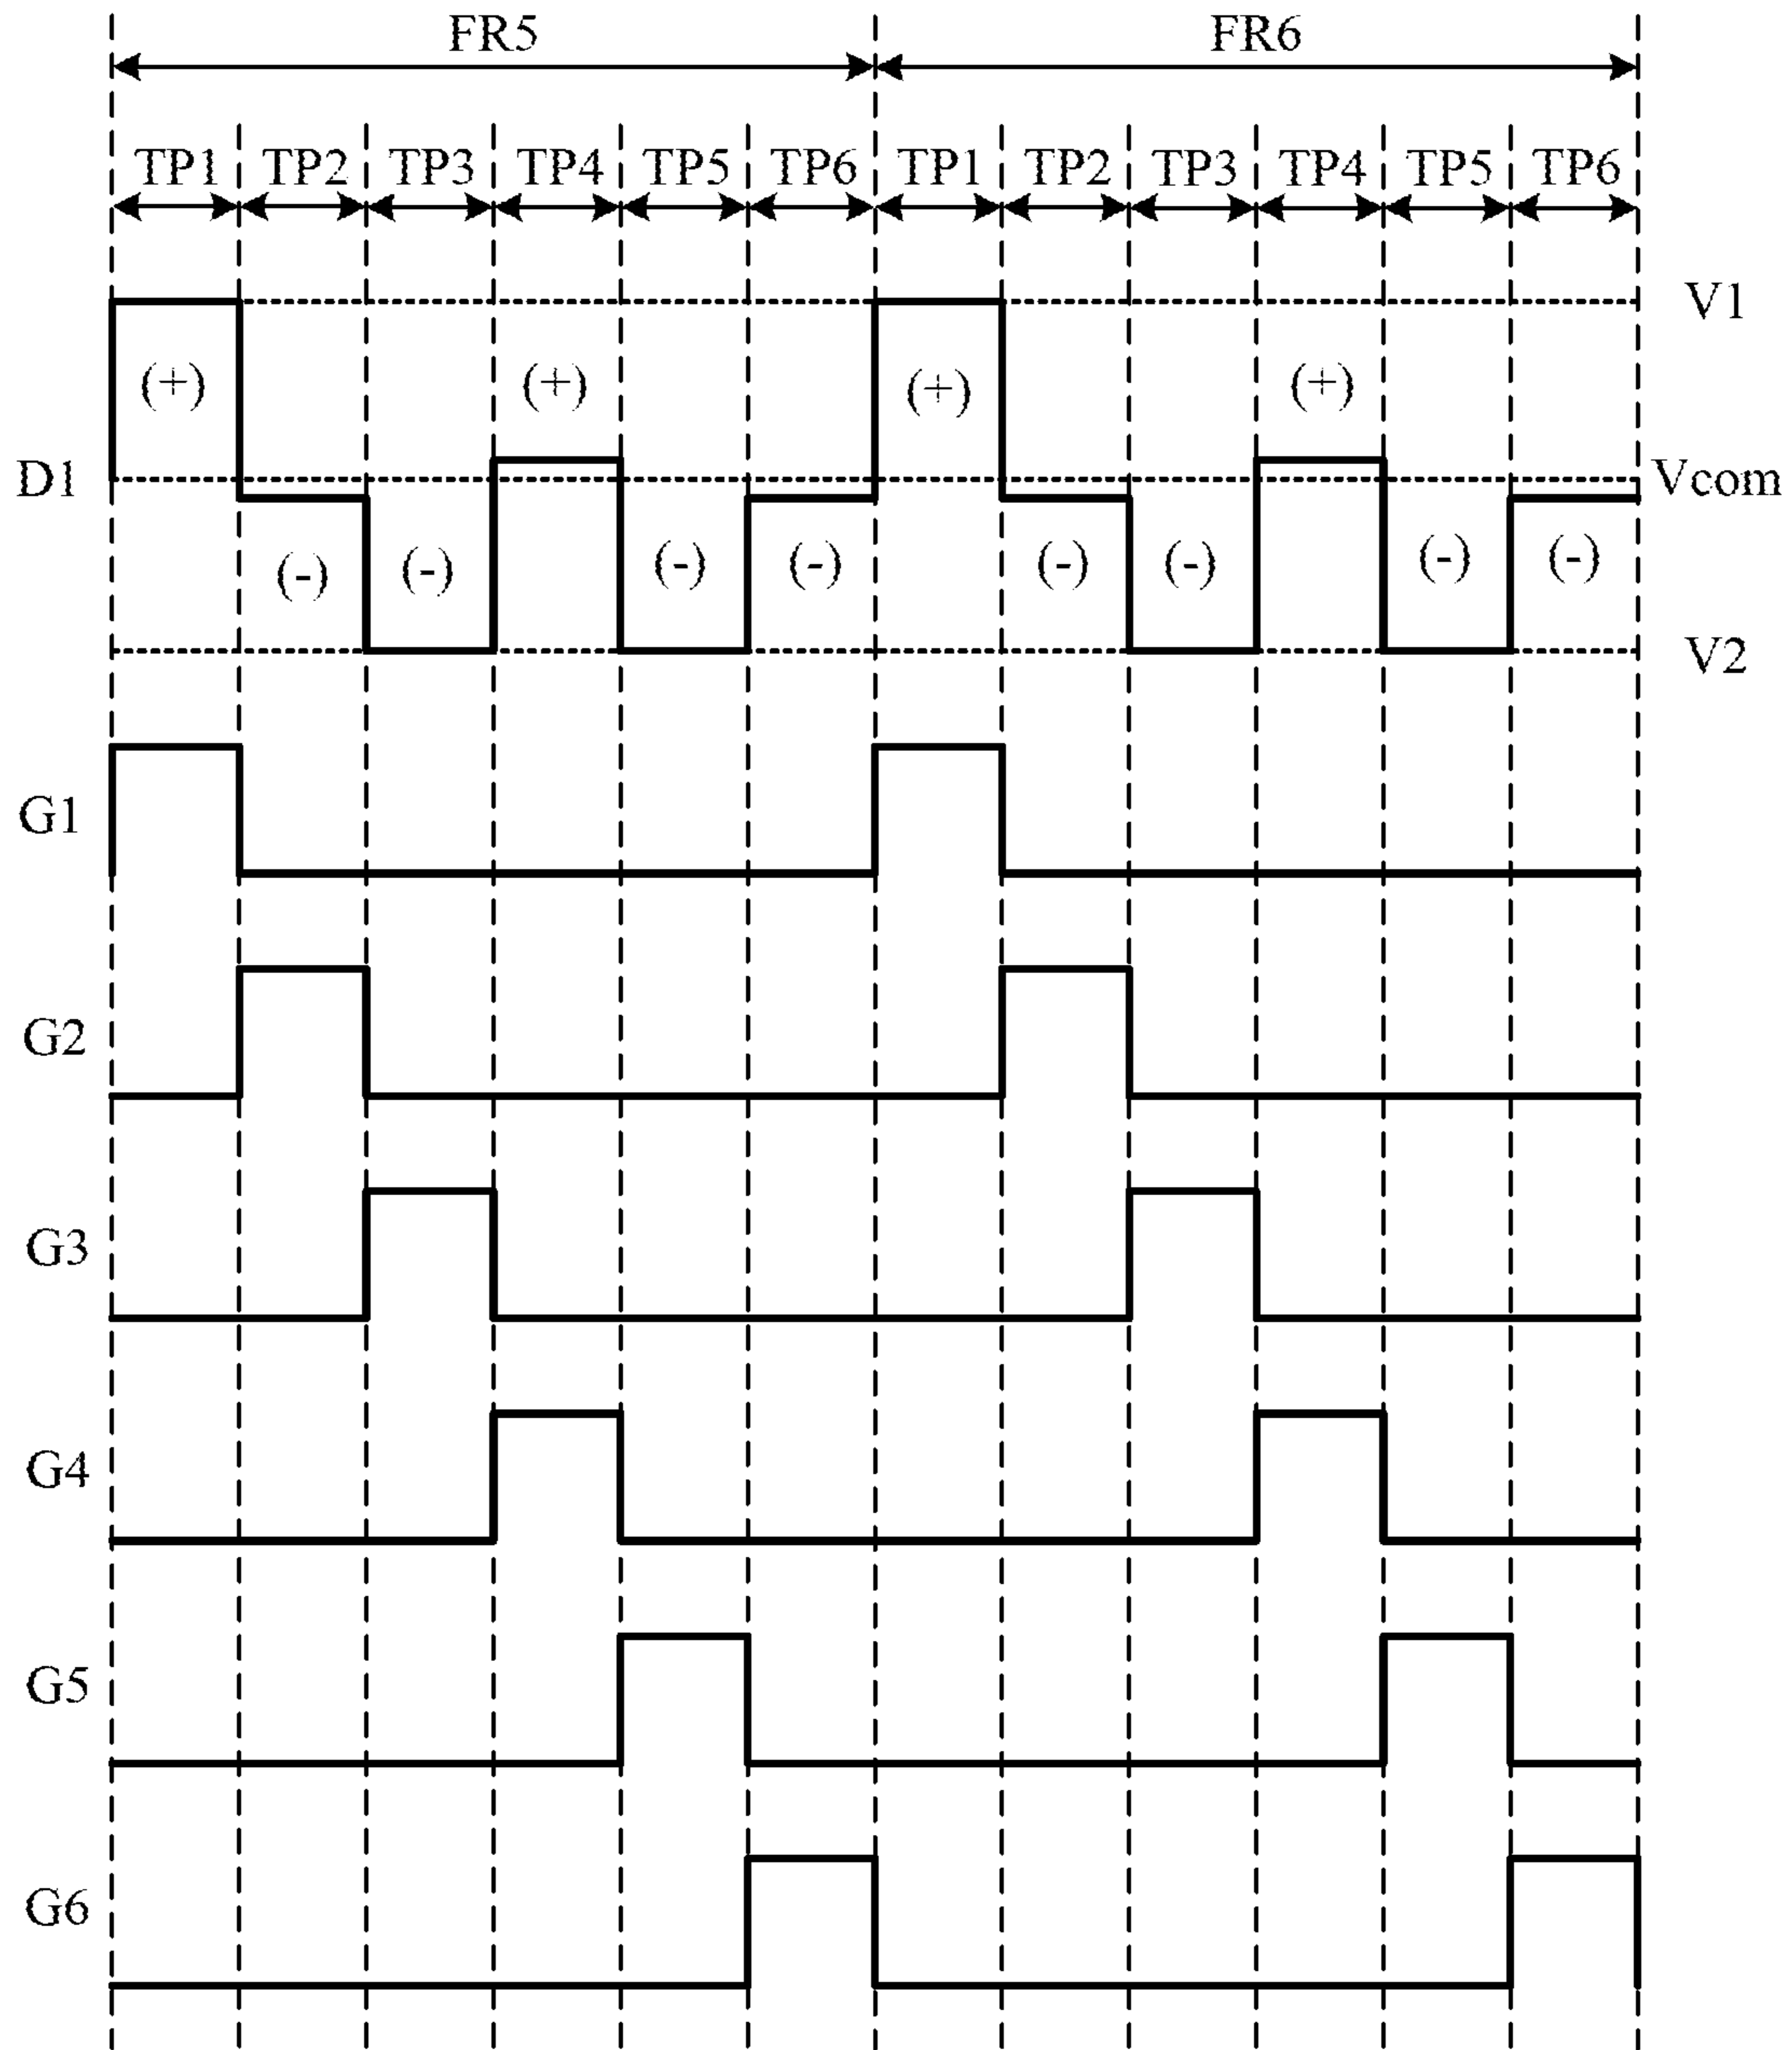 FR5 FR6
TP1 TP2 TP3 TP4 TP5 TP6 TP1 TP2 TP3 TP4 TP5 TP6
V1
(+) (+) (+) (+)
D1 Vcom
(-) (-) (-) (-) (-) (-) (-) (-)
V2
G1
G2
G3
G4
G5
G6